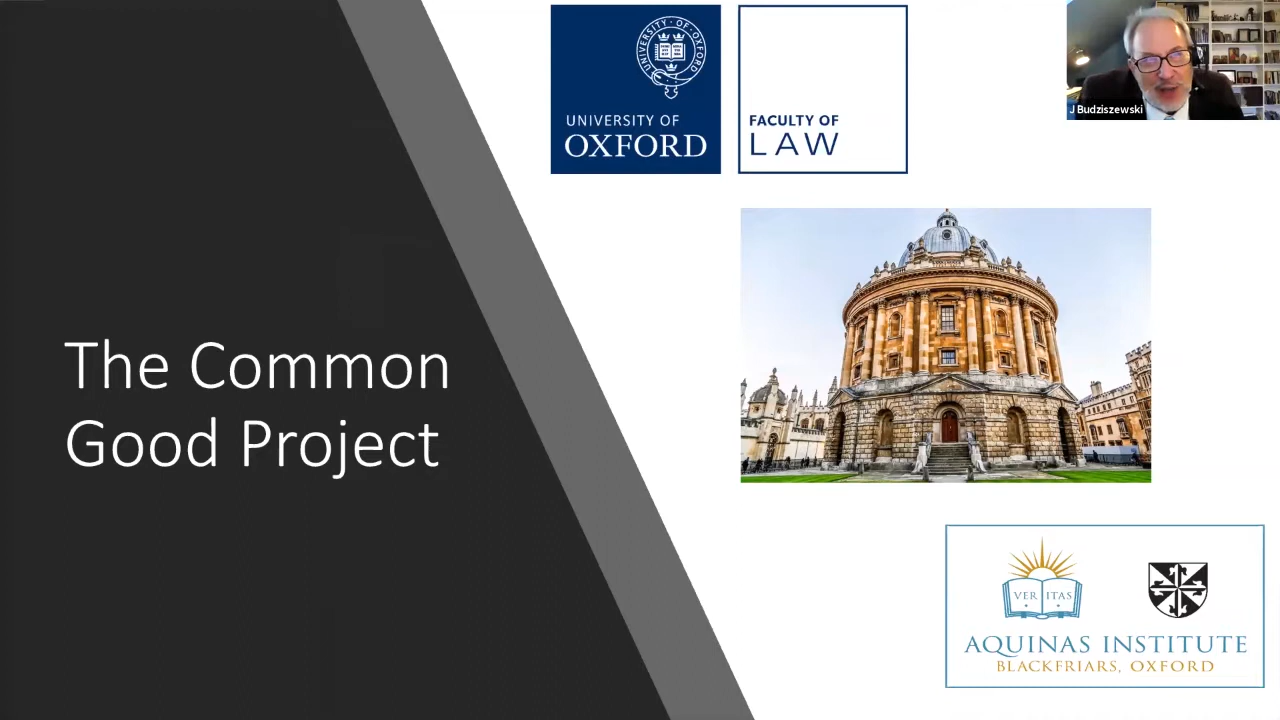 UNIVERSITY OF
OXFORD
FACULTY OF
LAW
J Budziszewski
The Common
Good Project
VERITAS
AQUINAS INSTITUTE
BLACKFRIARS, OXFORD